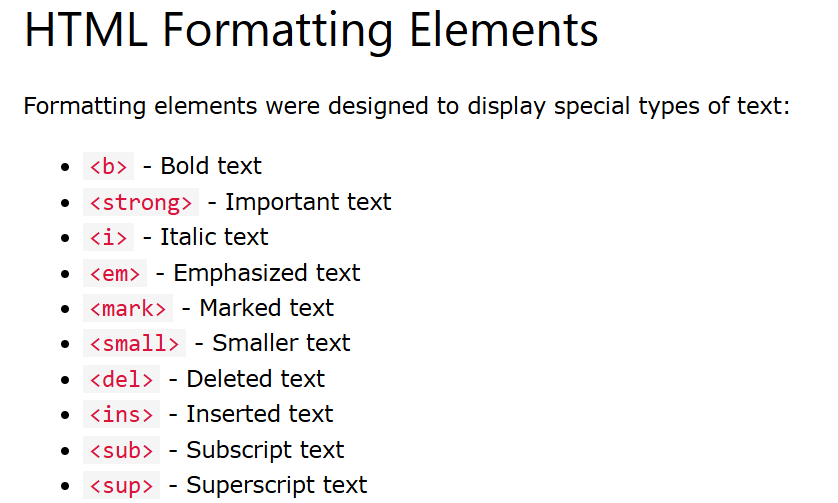 HTML Formatting Elements
Formatting elements were designed to display special types of text:
<b> - Bold text
<strong> - Important text
<i> - Italic text
<em> - Emphasized text
<mark> - Marked text
<small> - Smaller text
<del> - Deleted text
<ins> - Inserted text
<sub> - Subscript text
<sup> - Superscript text